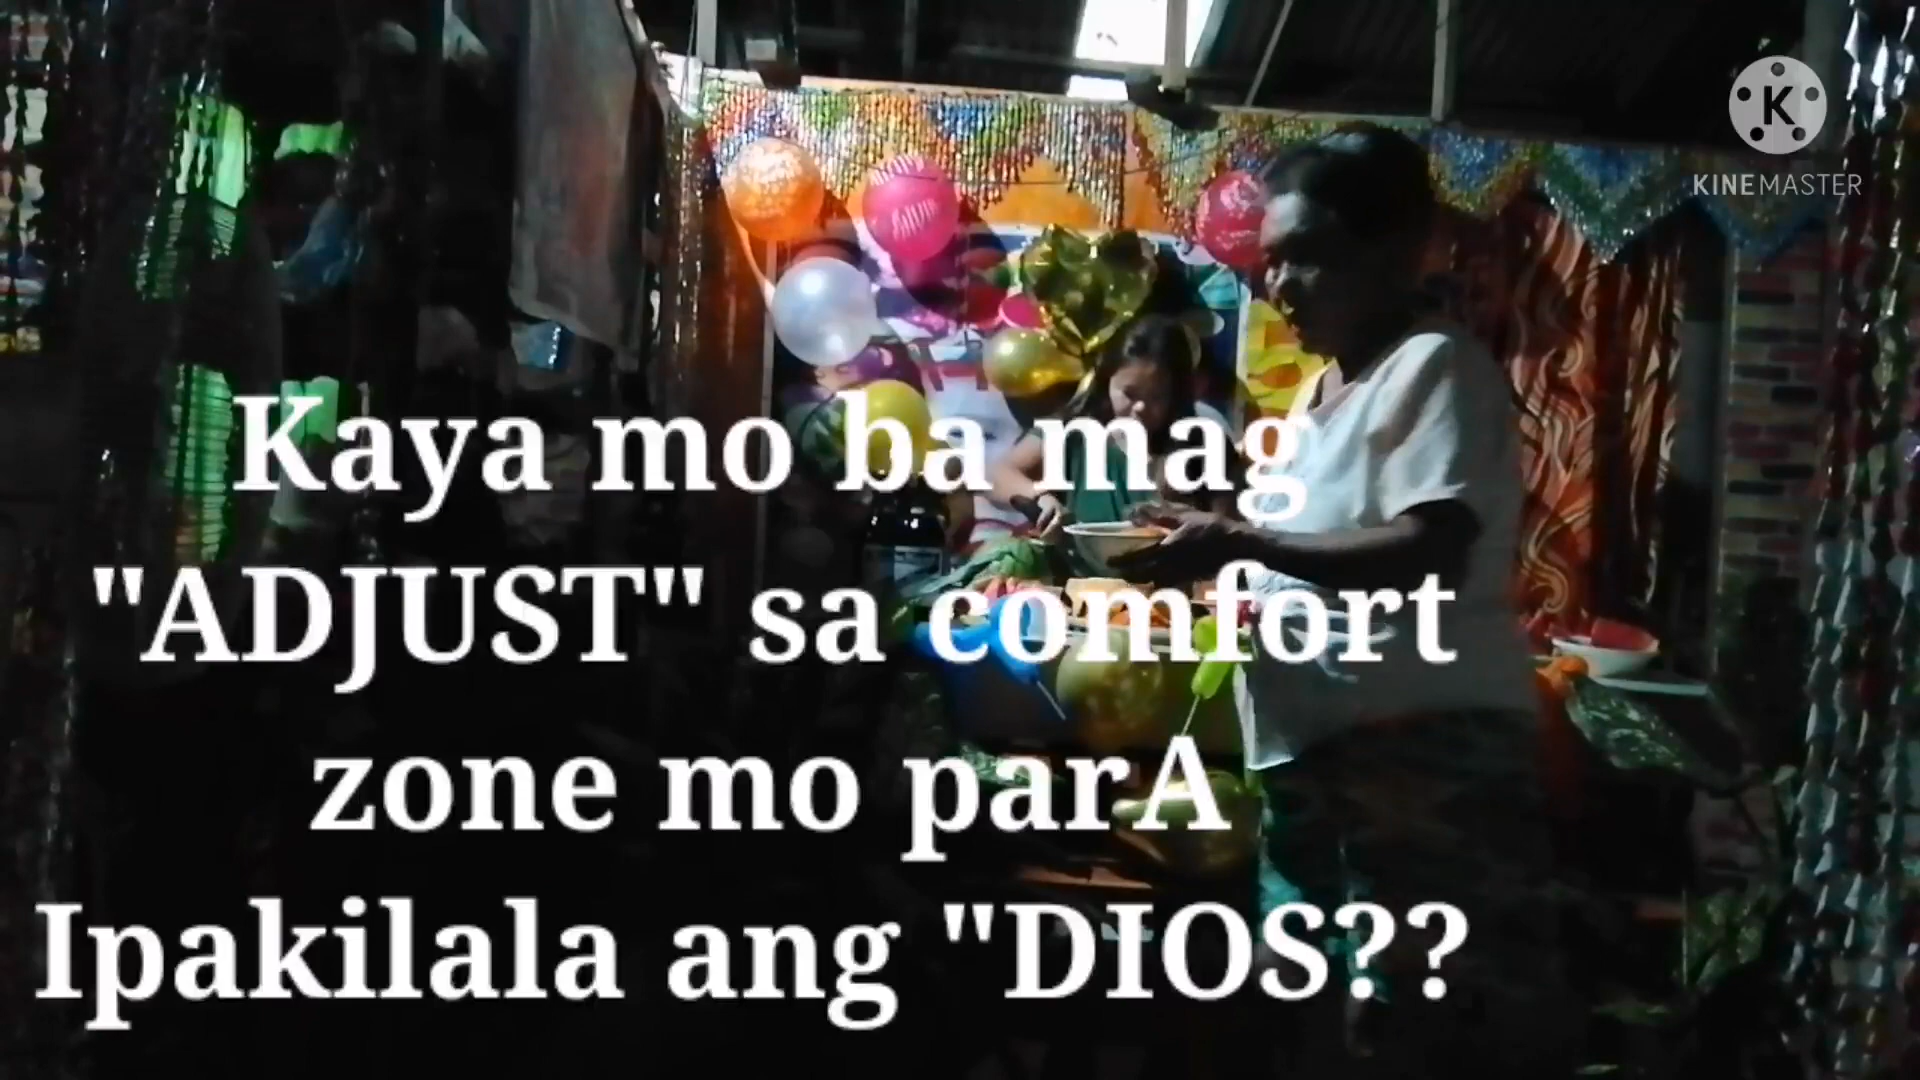 KINEMASTER
Kaya mo ba mag
"ADJUST" sa comfort
zone mo parA
Ipakilala ang "DIOS??